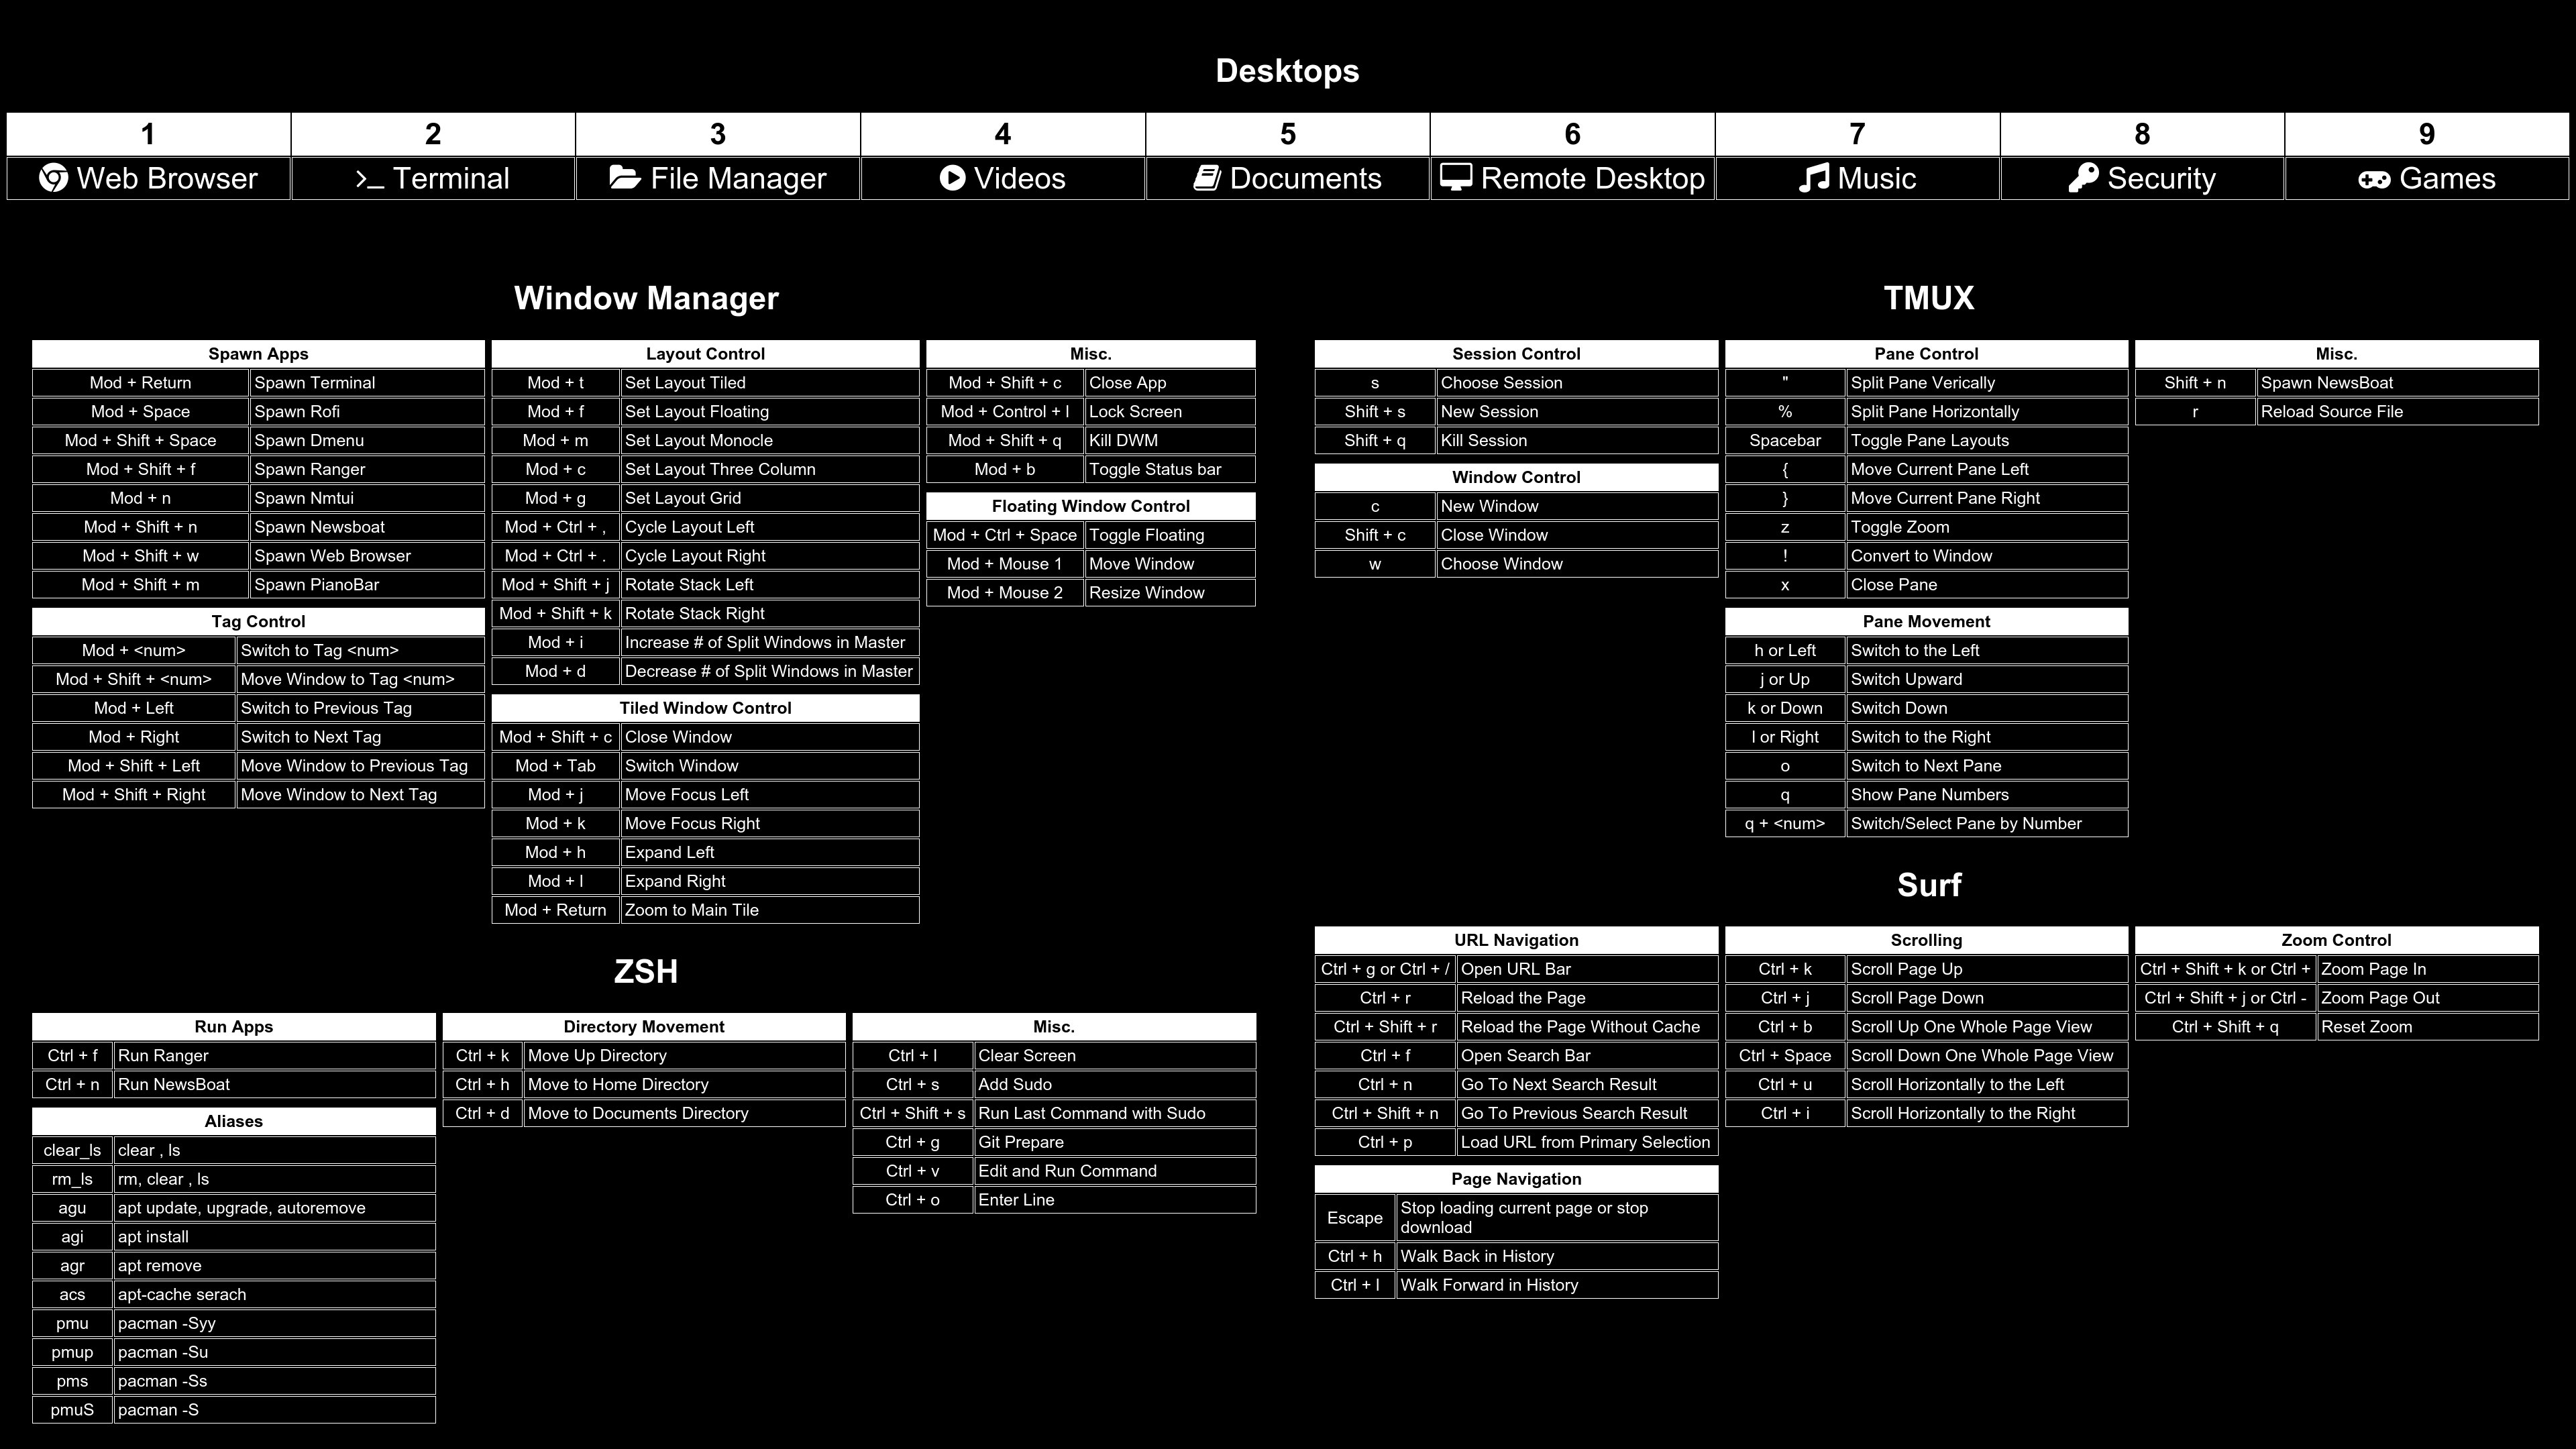 Desktops
1 2 3 4 5 6 7 8 9
Web Browser Terminal File Manager Videos Documents Remote Desktop Music Security Games
Window Manager
Spawn Apps
Mod + Return Spawn Terminal
Mod + Space Spawn Rofi
Mod + Shift + Space Spawn Dmenu
Mod + Shift + f Spawn Ranger
Mod + n Spawn Nmtui
Mod + Shift + n Spawn Newsboat
Mod + Shift + w Spawn Web Browser
Mod + Shift + m Spawn PianoBar
Tag Control
Mod + <num> Switch to Tag <num>
Mod + Shift + <num> Move Window to Tag <num>
Mod + Left Switch to Previous Tag
Mod + Right Switch to Next Tag
Mod + Shift + Left Move Window to Previous Tag
Mod + Shift + Right Move Window to Next Tag
Layout Control
Mod + t Set Layout Tiled
Mod + f Set Layout Floating
Mod + m Set Layout Monocle
Mod + c Set Layout Three Column
Mod + g Set Layout Grid
Mod + Ctrl + , Cycle Layout Left
Mod + Ctrl + . Cycle Layout Right
Mod + Shift + j Rotate Stack Left
Mod + Shift + k Rotate Stack Right
Mod + i Increase # of Split Windows in Master
Mod + d Decrease # of Split Windows in Master
Tiled Window Control
Mod + Shift + c Close Window
Mod + Tab Switch Window
Mod + j Move Focus Left
Mod + k Move Focus Right
Mod + h Expand Left
Mod + l Expand Right
Mod + Return Zoom to Main Tile
Misc.
Mod + Shift + c Close App
Mod + Control + l Lock Screen
Mod + Shift + q Kill DWM
Mod + b Toggle Status bar
Floating Window Control
Mod + Ctrl + Space Toggle Floating
Mod + Mouse 1 Move Window
Mod + Mouse 2 Resize Window
ZSH
Run Apps
Ctrl + f Run Ranger
Ctrl + n Run NewsBoat
Aliases
clear_ls clear , ls
rm_ls rm, clear , ls
agu apt update, upgrade, autoremove
agi apt install
agr apt remove
acs apt-cache serach
pmu pacman -Syy
pmup pacman -Su
pms pacman -Ss
pmuS pacman -S
Directory Movement
Ctrl + k Move Up Directory
Ctrl + h Move to Home Directory
Ctrl + d Move to Documents Directory
Misc.
Ctrl + l Clear Screen
Ctrl + s Add Sudo
Ctrl + Shift + s Run Last Command with Sudo
Ctrl + g Git Prepare
Ctrl + v Edit and Run Command
Ctrl + o Enter Line
TMUX
Session Control
s Choose Session
Shift + s New Session
Shift + q Kill Session
Window Control
c New Window
Shift + c Close Window
w Choose Window
Pane Control
" Split Pane Verically
% Split Pane Horizontally
Spacebar Toggle Pane Layouts
{ Move Current Pane Left
} Move Current Pane Right
z Toggle Zoom
! Convert to Window
x Close Pane
Pane Movement
h or Left Switch to the Left
j or Up Switch Upward
k or Down Switch Down
l or Right Switch to the Right
o Switch to Next Pane
q Show Pane Numbers
q + <num> Switch/Select Pane by Number
Misc.
Shift + n Spawn NewsBoat
r Reload Source File
Surf
URL Navigation
Ctrl + g or Ctrl + / Open URL Bar
Ctrl + r Reload the Page
Ctrl + Shift + r Reload the Page Without Cache
Ctrl + f Open Search Bar
Ctrl + n Go To Next Search Result
Ctrl + Shift + n Go To Previous Search Result
Ctrl + p Load URL from Primary Selection
Page Navigation
Escape Stop loading current page or stop
download
Ctrl + h Walk Back in History
Ctrl + l Walk Forward in History
Scrolling
Ctrl + k Scroll Page Up
Ctrl + j Scroll Page Down
Ctrl + b Scroll Up One Whole Page View
Ctrl + Space Scroll Down One Whole Page View
Ctrl + u Scroll Horizontally to the Left
Ctrl + i Scroll Horizontally to the Right
Zoom Control
Ctrl + Shift + k or Ctrl + Zoom Page In
Ctrl + Shift + j or Ctrl - Zoom Page Out
Ctrl + Shift + q Reset Zoom